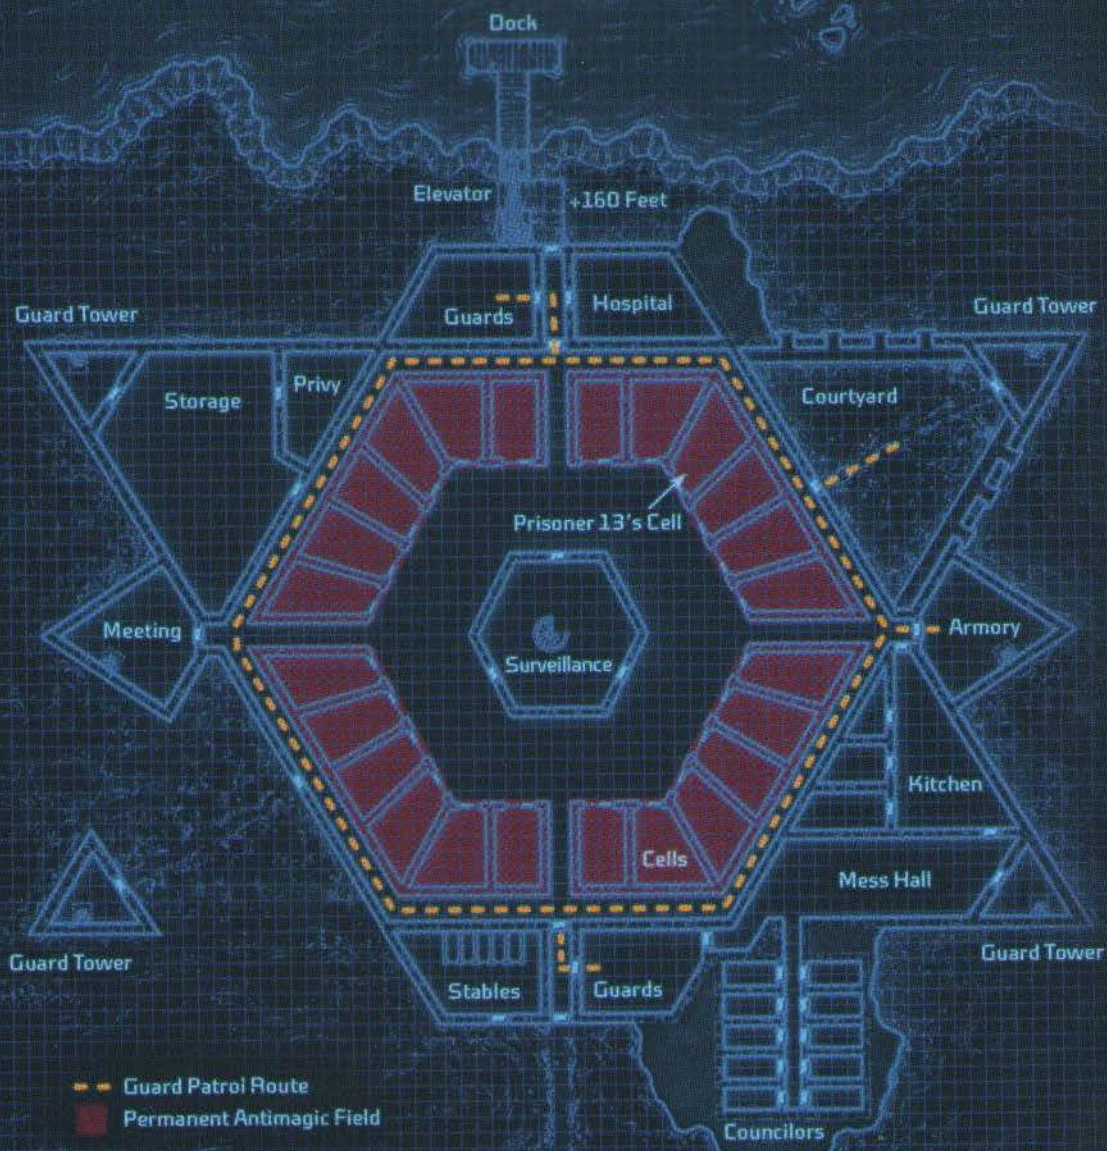 Dock
Elevator
+160 Feet
Guard Tower
Guards
Hospital
Guard Tower
Storage
Privy
Courtyard
Prisoner 13's Cell
Meeting
Surveillance
Armory
Kitchen
Cells
Mess Hall
Guard Tower
Guard Tower
Stables
Guards
Guard Patrol Route
Permanent Antimagic Field
Councilors